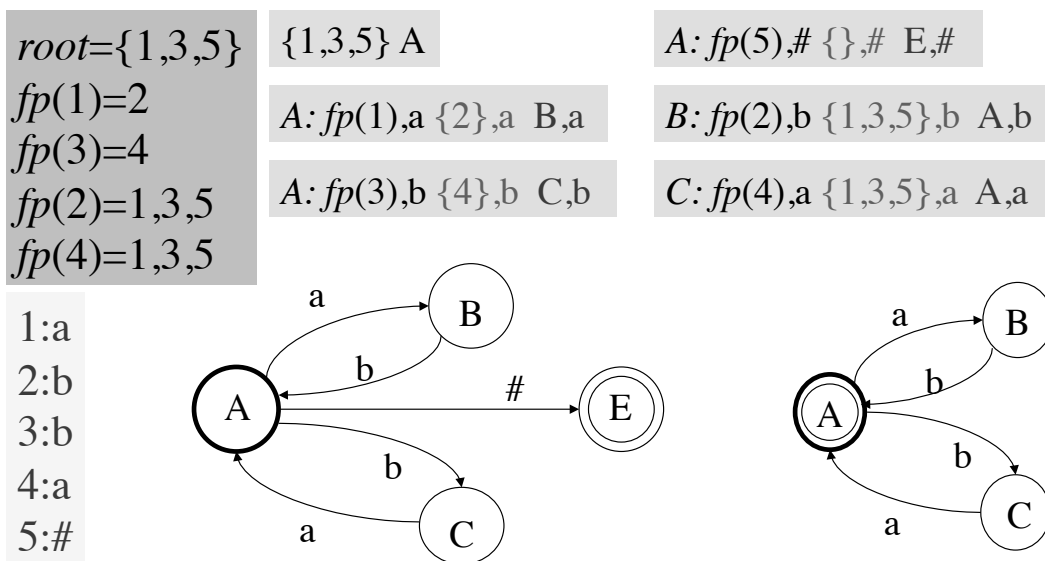 root={1,3,5}
fp(1)=2
fp(3)=4
fp(2)=1,3,5
fp(4)=1,3,5
{1,3,5} A
A: fp(1),a {2},a B,a
A: fp(3),b {4},b C,b
A: fp(5),# {},# E,#
B: fp(2),b {1,3,5},b A,b
C: fp(4),a {1,3,5},a A,a
1:a
2:b
3:b
4:a
5:#
a
B
b
A
#
E
b
a
C
a
B
b
A
b
a
C